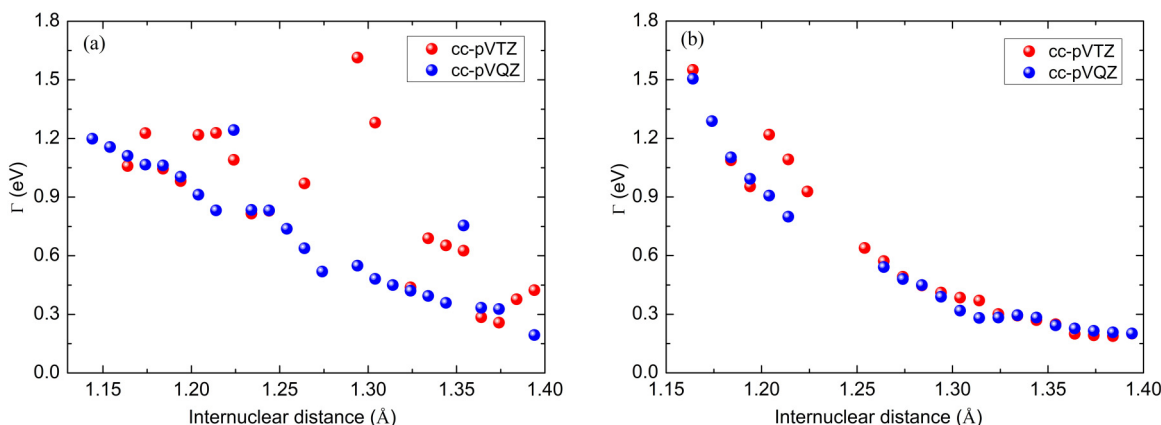 (a)
cc-pVTZ
cc-pVQZ
Γ (eV)
1.8
1.5
1.2
0.9
0.6
0.3
0.0
1.15 1.20 1.25 1.30 1.35 1.40
Internuclear distance (Å)
(b)
cc-pVTZ
cc-pVQZ
Γ (eV)
1.8
1.5
1.2
0.9
0.6
0.3
0.0
1.15 1.20 1.25 1.30 1.35 1.40
Internuclear distance (Å)